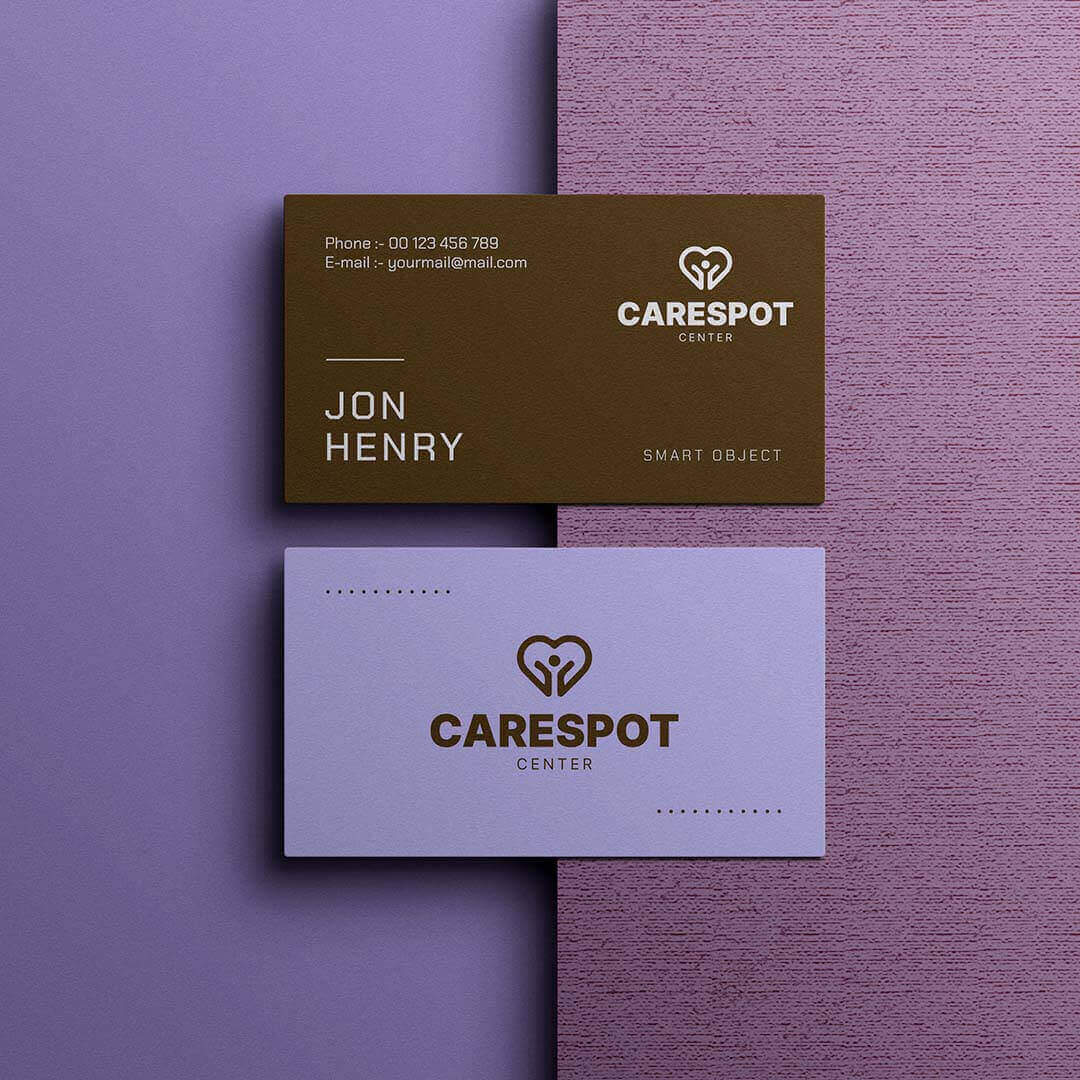 Phone :- 00 123 456 789
E-mail :- yourmail@mail.com
CARESPOT
CENTER
JON
HENRY
SMART OBJECT
CARESPOT
CENTER